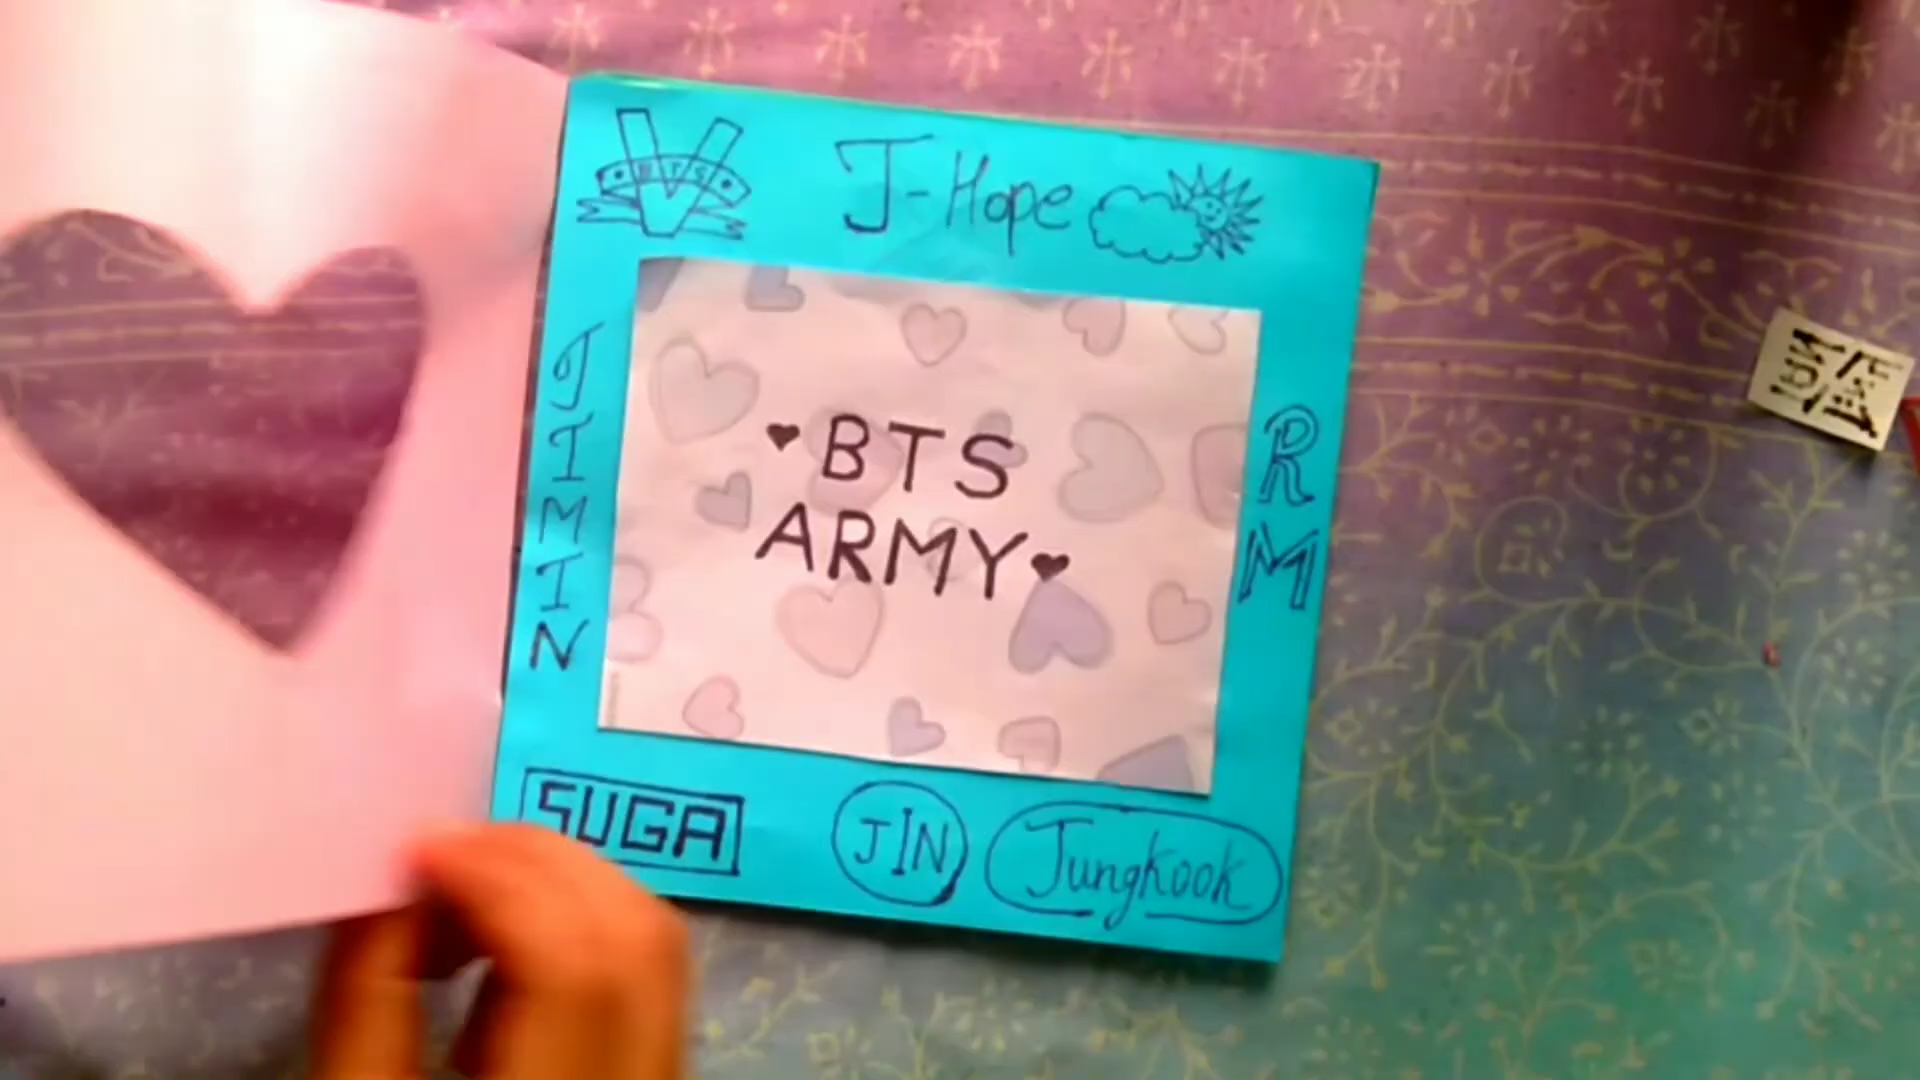 V
BTS
J-Hope
JIMIN
BTS
ARMY
RM
SUGA
JIN
Jungkook